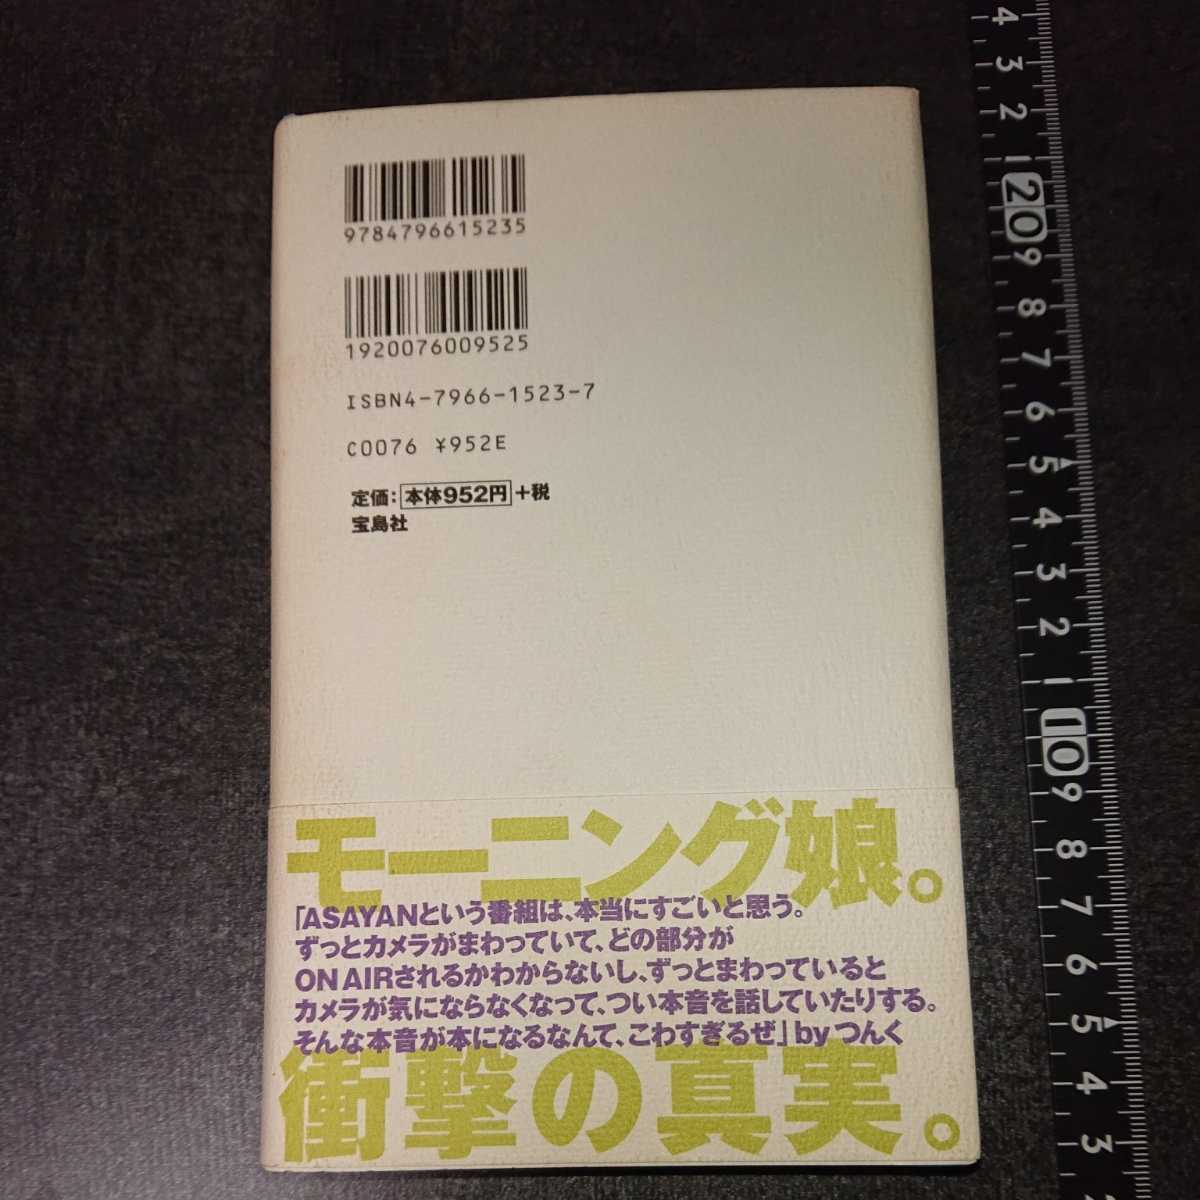 9784796615235
1920076009525
ISBN4-7966-1523-7
C0076 ¥952E
定価:本体952円+税
宝島社
モーニング娘。
「ASAYANという番組は、本当にすごいと思う。
ずっとカメラがまわっていて、どの部分が
ON AIRされるかわからないし、ずっとまわっていると
カメラが気にならなくなって、つい本音を話していたりする。
そんな本音が本になるなんて、こわすぎるぜ」by つんく
衝撃の真実。
4
3
2
1
20
9
8
7
6
5
4
3
2
1
10
9
8
7
6
5
4
3